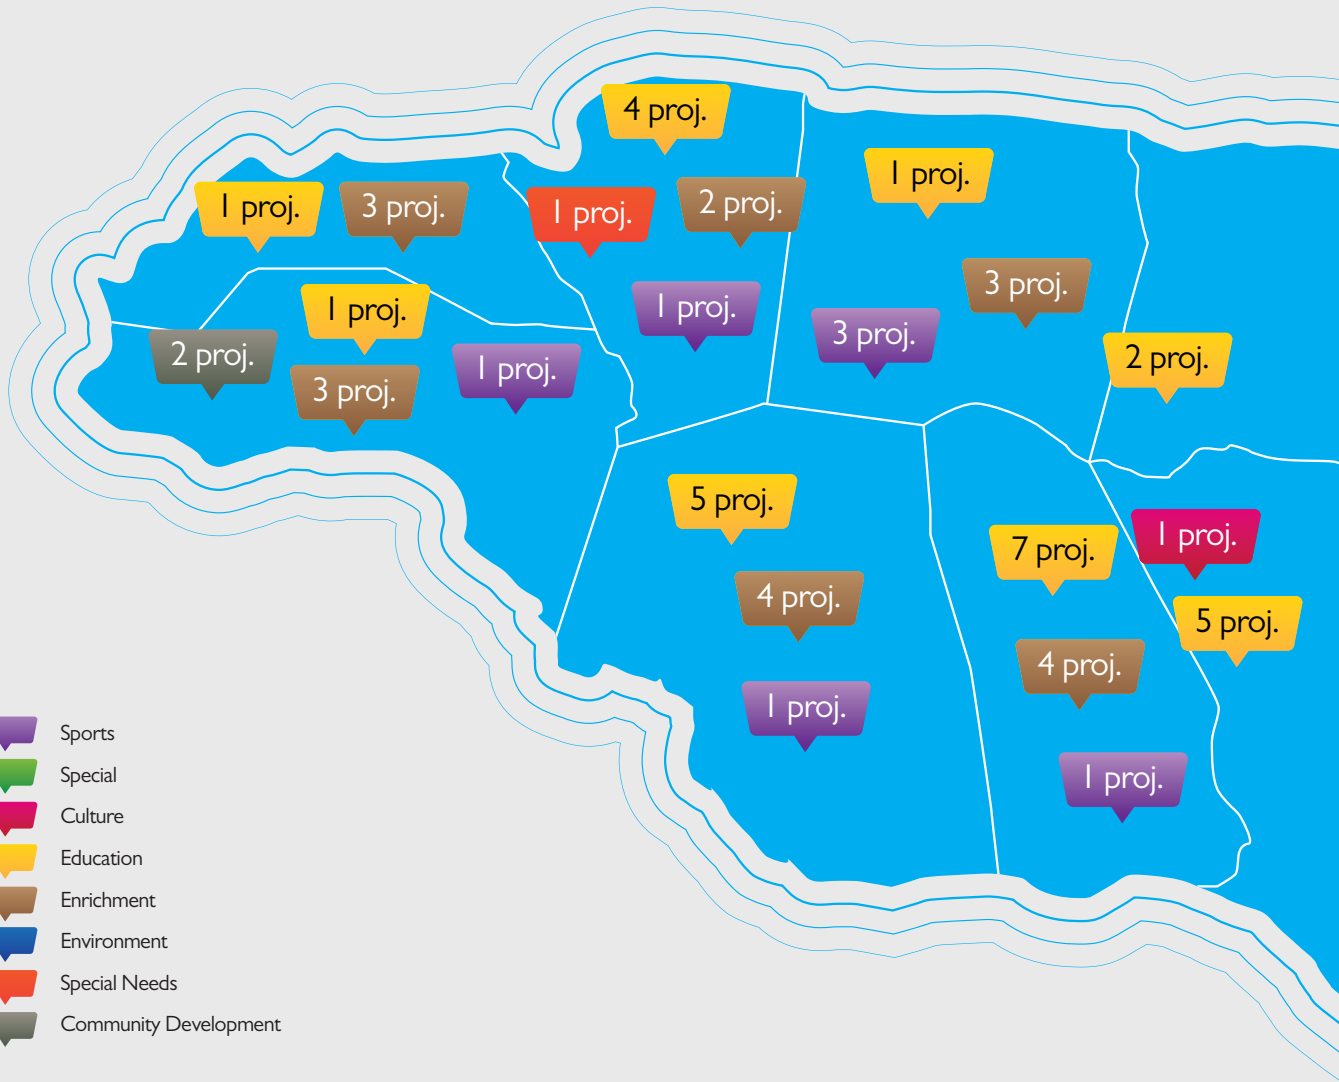 4 proj.
1 proj.
1 proj.
3 proj.
1 proj.
2 proj.
3 proj.
1 proj.
1 proj.
3 proj.
2 proj.
1 proj.
2 proj.
3 proj.
5 proj.
1 proj.
7 proj.
4 proj.
5 proj.
4 proj.
1 proj.
1 proj.
Sports
Special
Culture
Education
Enrichment
Environment
Special Needs
Community Development